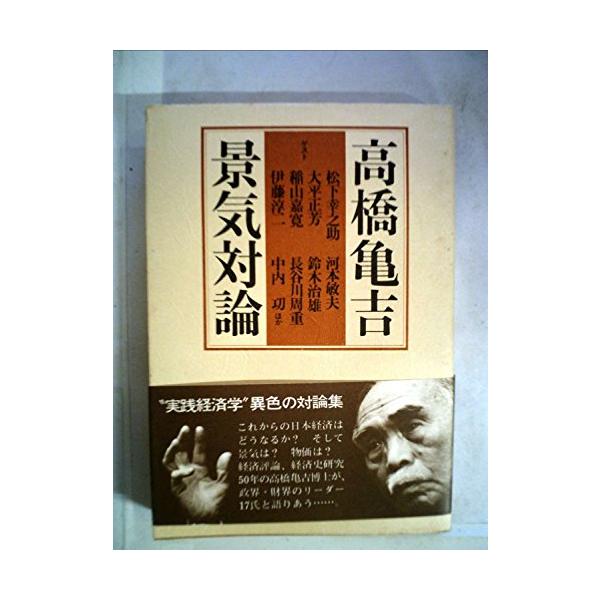 高橋亀吉
ゲスト
松下幸之助
大平正芳
稲山嘉寛
伊藤淳一
河本敏夫
鈴木治雄
長谷川周重
中内㓛ほか
景気対論
“実践経済学”異色の対論集
これからの日本経済は
どうなるか? そして
景気は? 物価は?
経済評論、経済史研究
50年の高橋亀吉博士が、
政界・財界のリーダー
17氏と語りあう……。